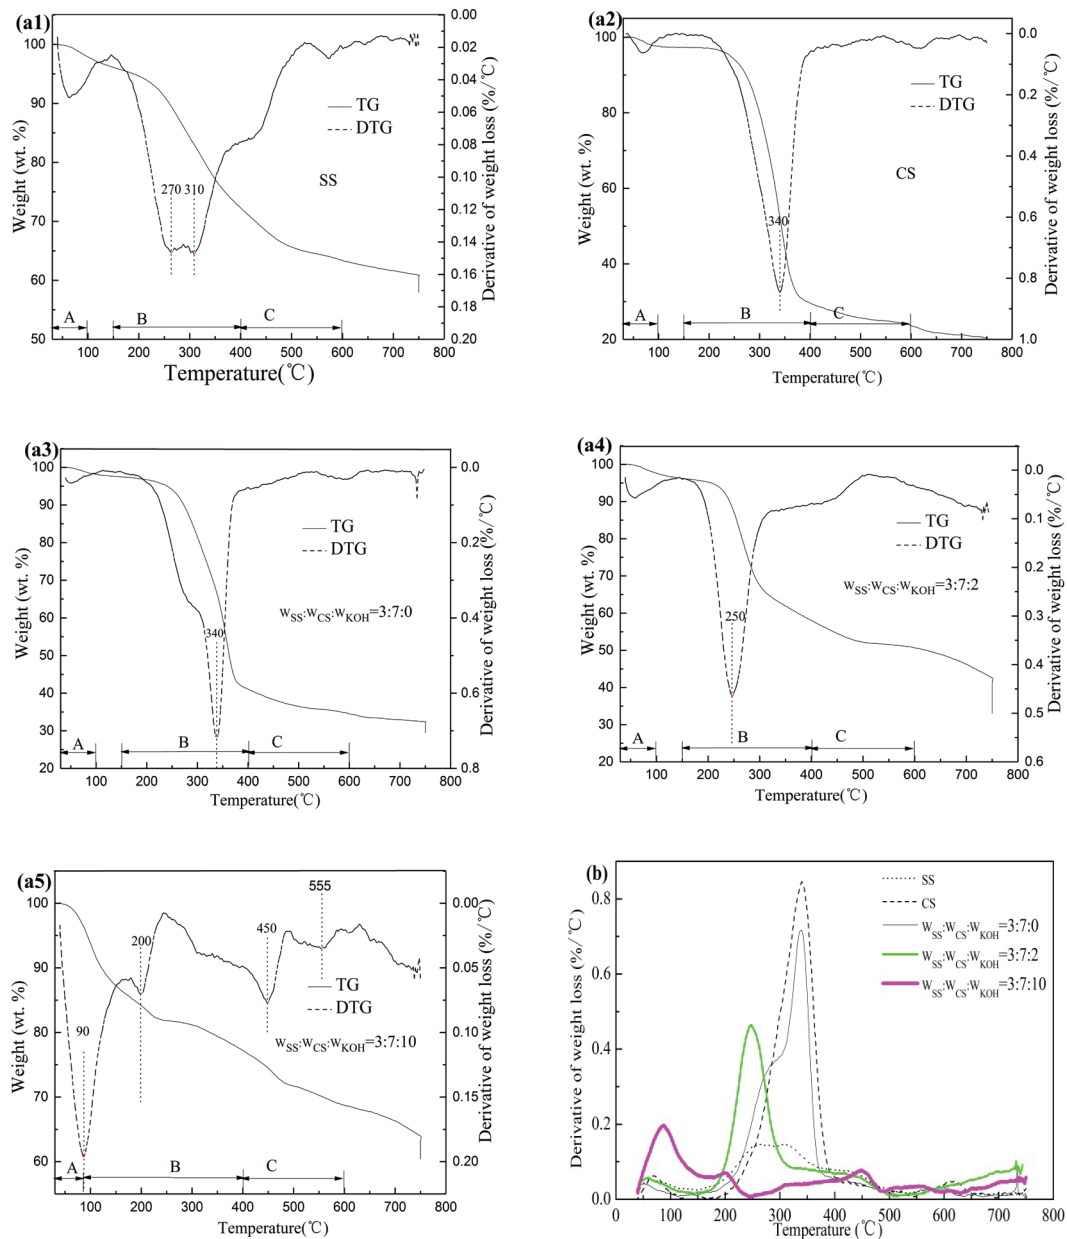 (a1)
Weight (wt. %)
100
90
80
70
60
50
0.00
0.02
0.04
0.06
0.08
0.10
0.12
0.14
0.16
0.18
0.20
Derivative of weight loss (%/℃)
TG
DTG
SS
270 310
A B C
100 200 300 400 500 600 700 800
Temperature(℃)
(a2)
Weight (wt. %)
100
80
60
40
20
0.0
0.2
0.4
0.6
0.8
1.0
Derivative of weight loss (%/℃)
TG
DTG
CS
340
A B C
100 200 300 400 500 600 700 800
Temperature(℃)
(a3)
Weight (wt. %)
100
95
90
85
80
75
70
65
60
55
50
45
40
35
30
25
20
0.0
0.2
0.4
0.6
0.8
Derivative of weight loss (%/℃)
TG
DTG
WSS:WCS:WKOH=3:7:0
340
A B C
100 200 300 400 500 600 700 800
Temperature(℃)
(a4)
Weight (wt. %)
100
90
80
70
60
50
40
30
20
0.0
0.1
0.2
0.3
0.4
0.5
0.6
Derivative of weight loss (%/℃)
TG
DTG
WSS:WCS:WKOH=3:7:2
250
A B C
100 200 300 400 500 600 700 800
Temperature(℃)
(a5)
Weight (wt. %)
100
90
80
70
60
0.00
0.05
0.10
0.15
0.20
Derivative of weight loss (%/℃)
555
450
200
90
TG
DTG
WSS:WCS:WKOH=3:7:10
A B C
100 200 300 400 500 600 700 800
Temperature(℃)
(b)
Derivative of weight loss (%/℃)
0.8
0.6
0.4
0.2
0.0
SS
CS
WSS:WCS:WKOH=3:7:0
WSS:WCS:WKOH=3:7:2
WSS:WCS:WKOH=3:7:10
0 100 200 300 400 500 600 700 800
Temperature (℃)